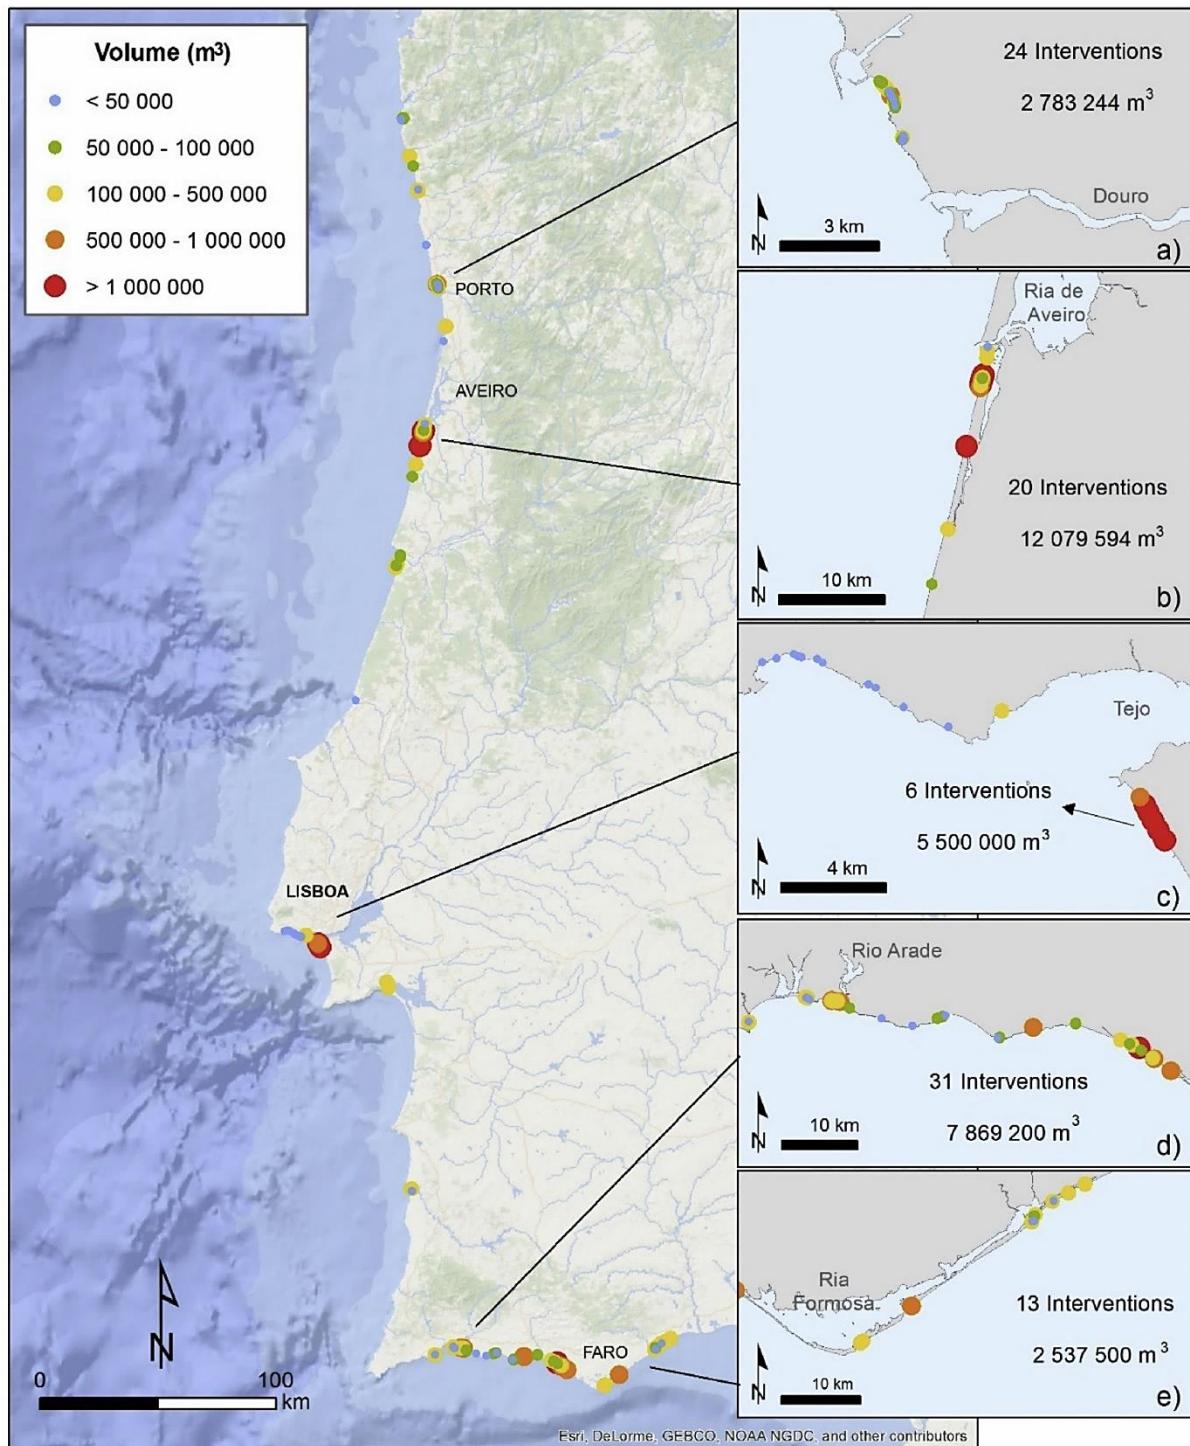 Volume (m³)
< 50 000
50 000 - 100 000
100 000 - 500 000
500 000 - 1 000 000
> 1 000 000
PORTO
AVEIRO
LISBOA
FARO
N
0 100
km
Esri, DeLorme, GEBCO, NOAA NGDC, and other contributors
24 Interventions
2 783 244 m³
Douro
N
3 km
a)
Ria de
Aveiro
20 Interventions
12 079 594 m³
N
10 km
b)
Tejo
6 Interventions
5 500 000 m³
N
4 km
c)
Rio Arade
31 Interventions
7 869 200 m³
N
10 km
d)
Ria
Formosa
13 Interventions
2 537 500 m³
N
10 km
e)